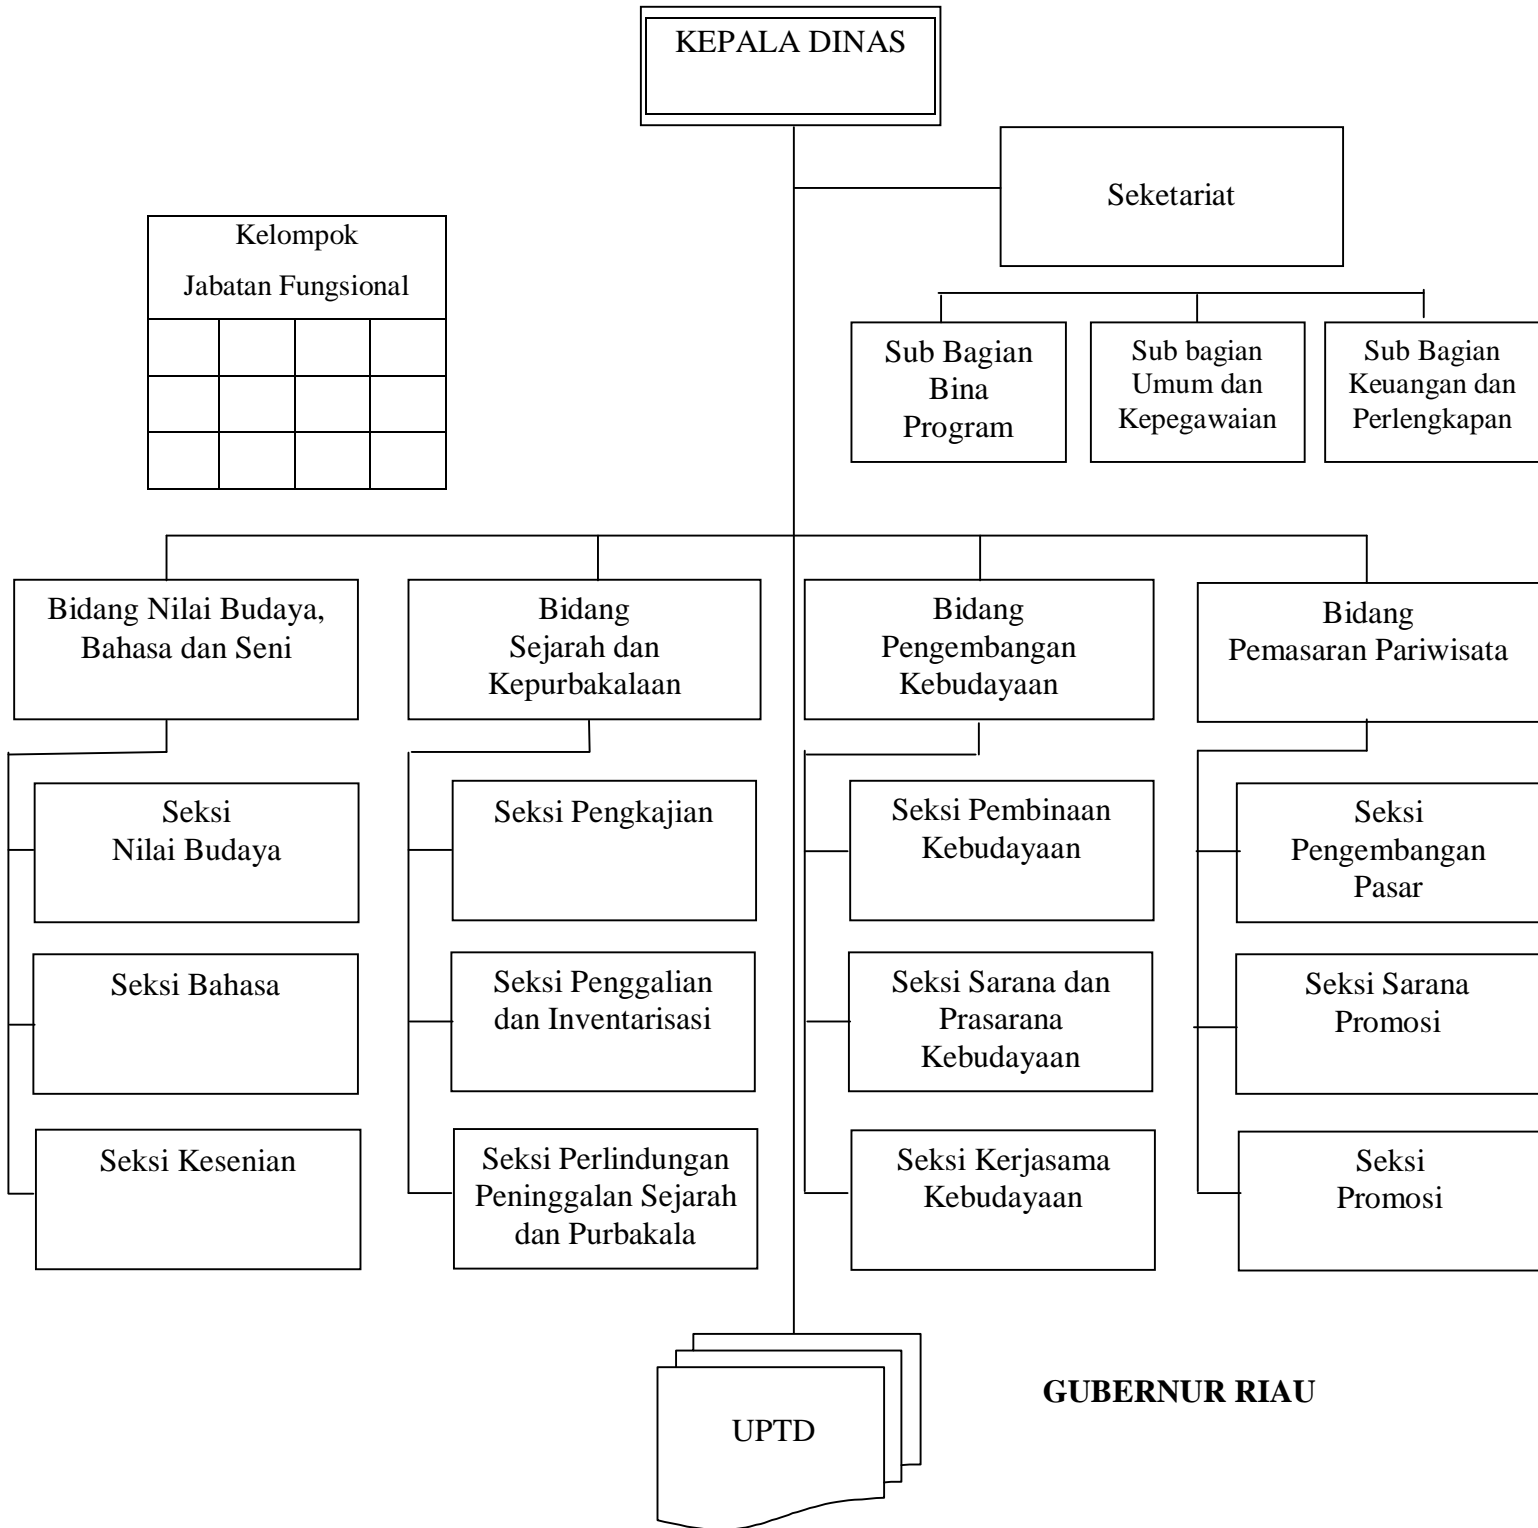 KEPALA DINAS
Seketariat
Kelompok
Jabatan Fungsional
Sub Bagian
Bina
Program
Sub bagian
Umum dan
Kepegawaian
Sub Bagian
Keuangan dan
Perlengkapan
Bidang Nilai Budaya,
Bahasa dan Seni
Bidang
Sejarah dan
Kepurbakalaan
Bidang
Pengembangan
Kebudayaan
Bidang
Pemasaran Pariwisata
Seksi
Nilai Budaya
Seksi Pengkajian
Seksi Pembinaan
Kebudayaan
Seksi
Pengembangan
Pasar
Seksi Bahasa
Seksi Penggalian
dan Inventarisasi
Seksi Sarana dan
Prasarana
Kebudayaan
Seksi Sarana
Promosi
Seksi Kesenian
Seksi Perlindungan
Peninggalan Sejarah
dan Purbakala
Seksi Kerjasama
Kebudayaan
Seksi
Promosi
UPTD
GUBERNUR RIAU